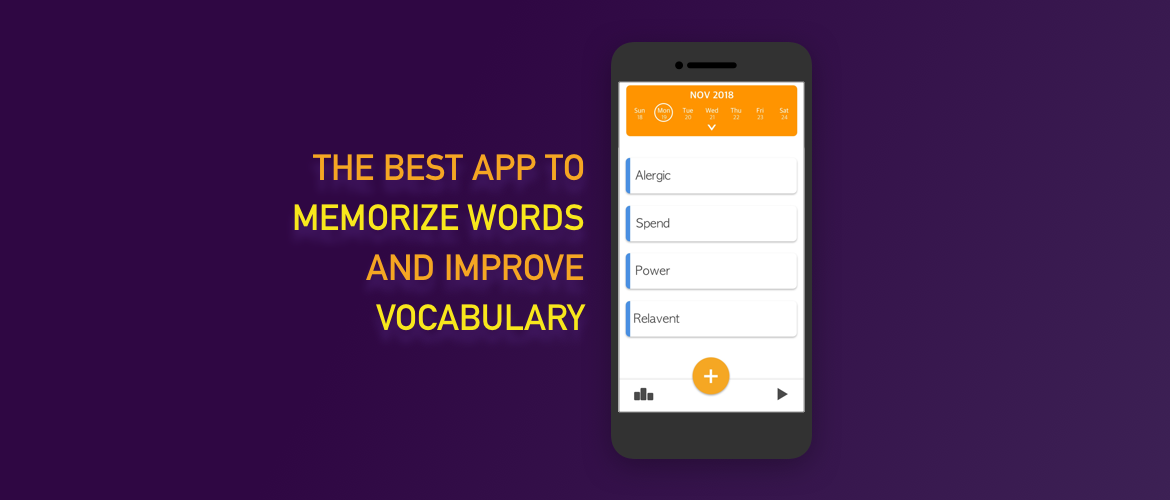 THE BEST APP TO
MEMORIZE WORDS
AND IMPROVE
VOCABULARY
NOV 2018
Sun Mon Tue Wed Thu Fri Sat
18 19 20 21 22 23 24
Alergic
Spend
Power
Relavent